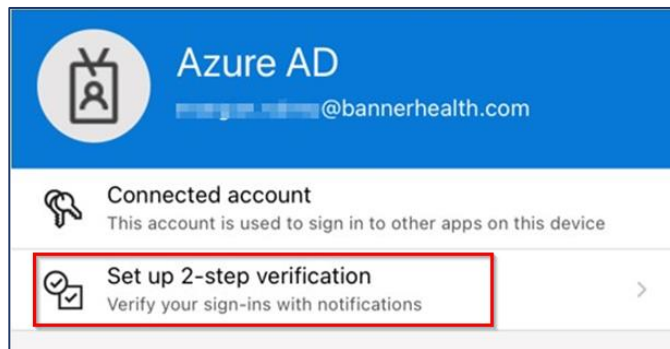 Azure AD
@bannerhealth.com
Connected account
This account is used to sign in to other apps on this device
Set up 2-step verification
Verify your sign-ins with notifications